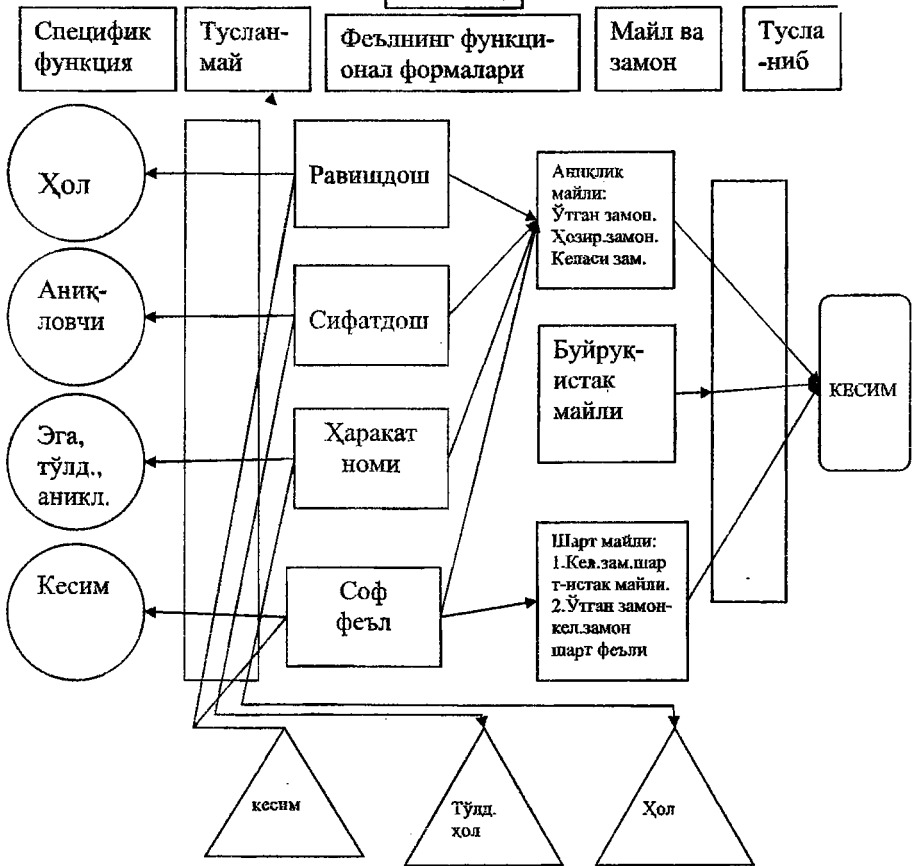 Специфик
функция
Туслан-
май
Феълнинг функци-
онал формалари
Майл ва
замон
Тусла
-ниб
Ҳол
Равишдош
Аниқлик
майли:
Ўтган замон.
Ҳозир.замон.
Келаси зам.
Аниқ-
ловчи
Сифатдош
Буйруқ-
истак
майли
КЕСИМ
Эга,
тўлд.,
аникл.
Ҳаракат
номи
Кесим
Соф
феъл
Шарт майли:
1.Кел.зам.шар
т-истак майли.
2.Ўтган замон-
кел.замон
шарт феъли
кесим
Тўлд.
ҳол
Ҳол